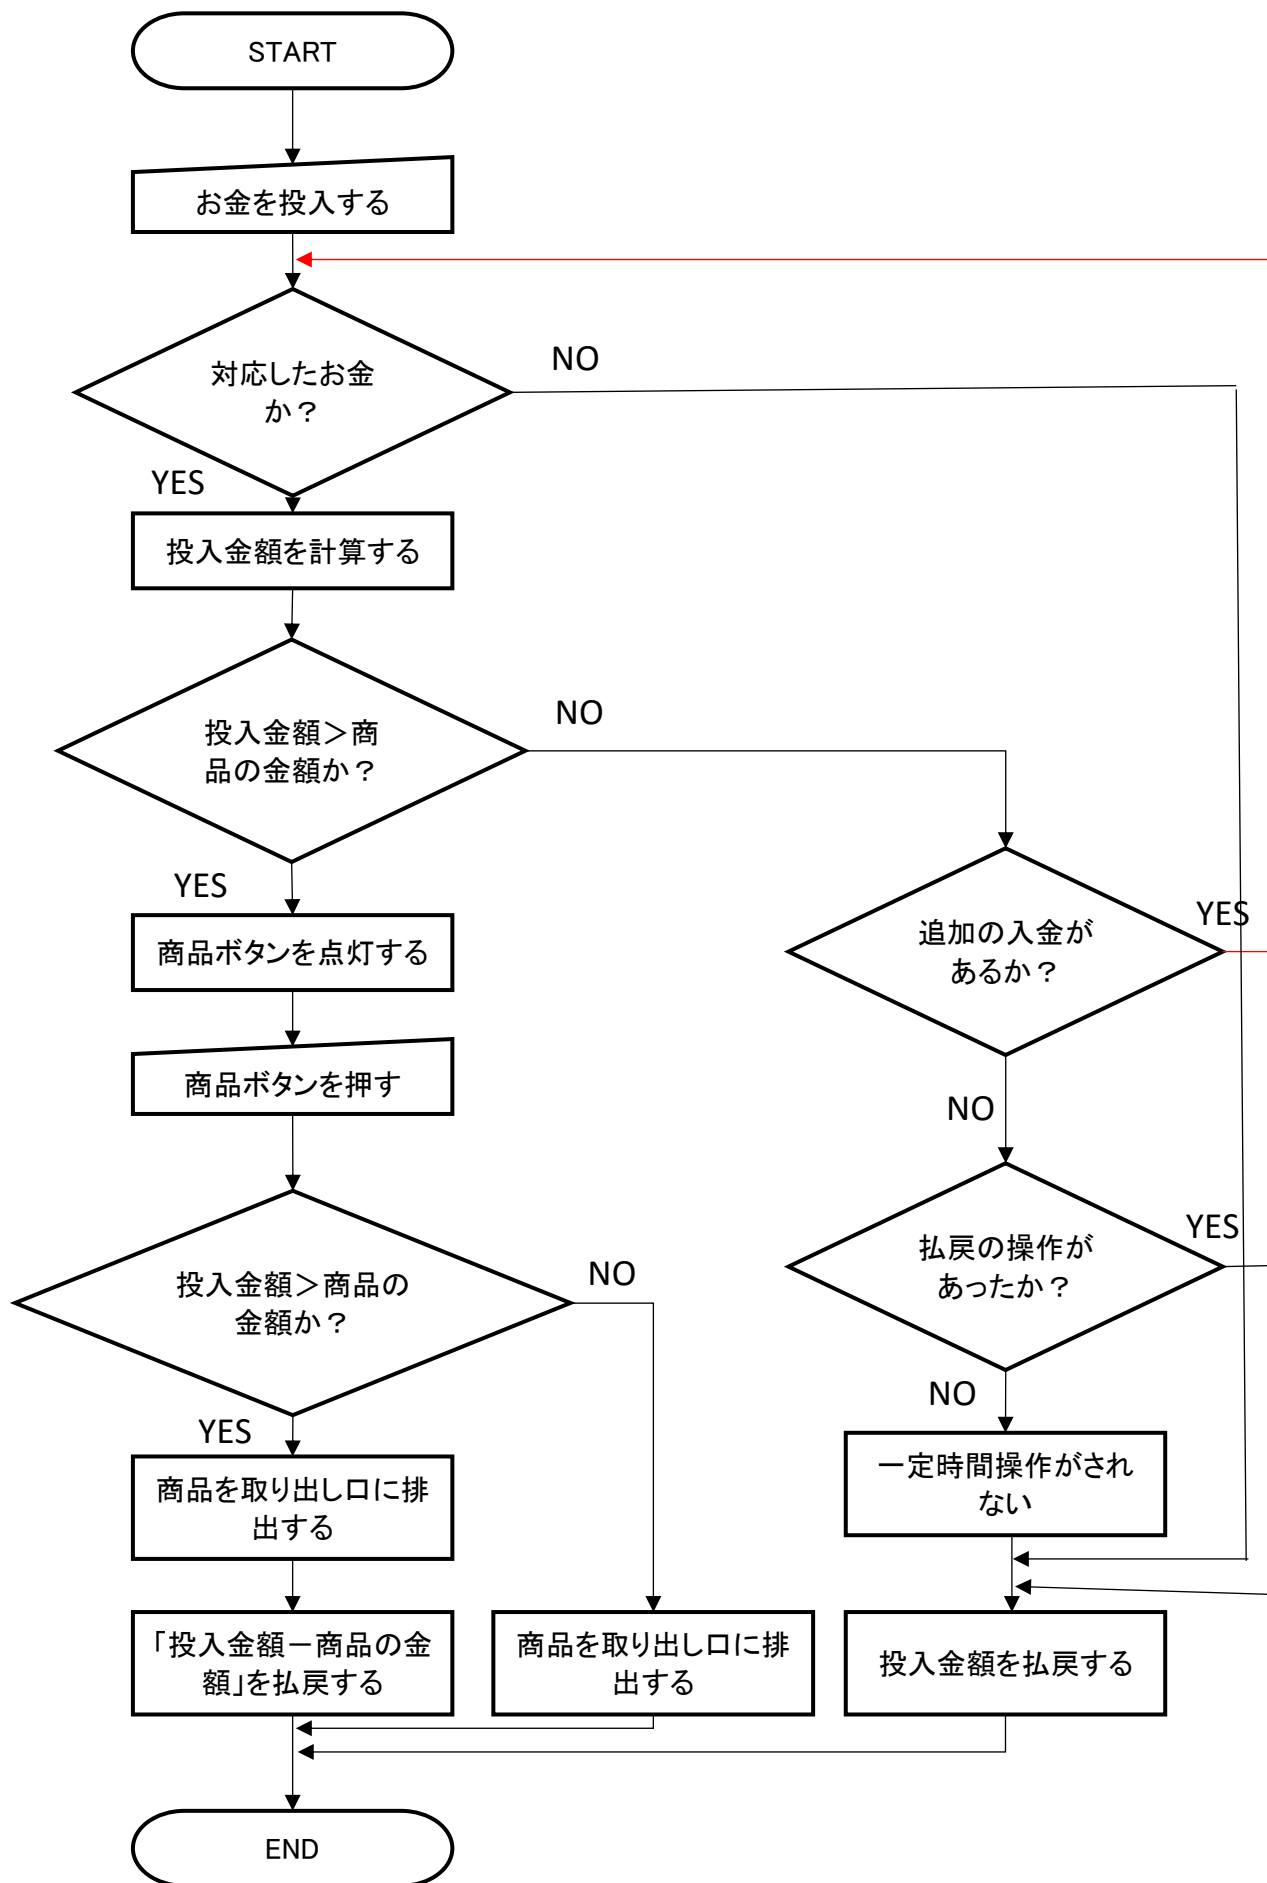 START
お金を投入する
対応したお金
か？
NO
YES
投入金額を計算する
投入金額＞商
品の金額か？
NO
YES
商品ボタンを点灯する
追加の入金が
あるか？
YES
商品ボタンを押す
NO
払戻の操作が
あったか？
YES
投入金額＞商品の
金額か？
NO
NO
YES
一定時間操作がされ
ない
商品を取り出し口に排
出する
「投入金額－商品の金
額」を払戻する
商品を取り出し口に排
出する
投入金額を払戻する
END